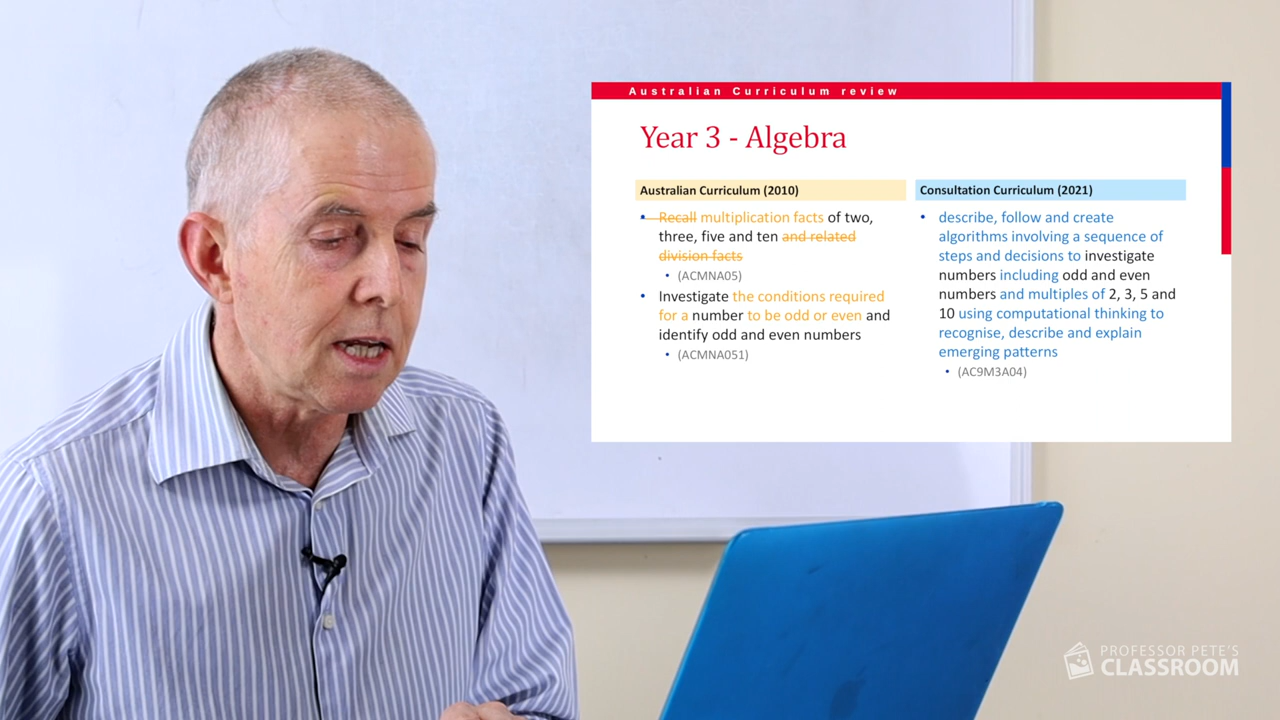 Australian Curriculum review
Year 3 - Algebra
Australian Curriculum (2010)
• Recall multiplication facts of two,
three, five and ten and related
division facts
• (ACMNA05)
• Investigate the conditions required
for a number to be odd or even and
identify odd and even numbers
• (ACMNA051)
Consultation Curriculum (2021)
• describe, follow and create
algorithms involving a sequence of
steps and decisions to investigate
numbers including odd and even
numbers and multiples of 2, 3, 5 and
10 using computational thinking to
recognise, describe and explain
emerging patterns
• (AC9M3A04)
PROFESSOR PETE'S
CLASSROOM